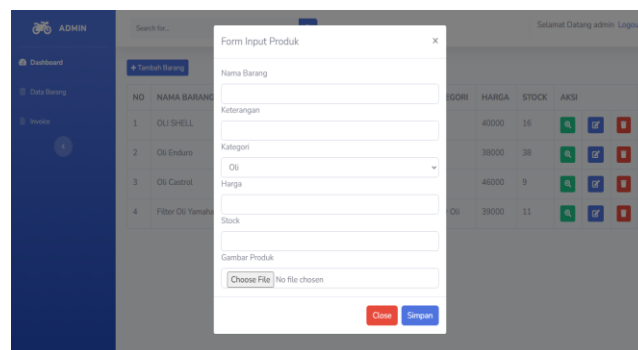 ADMIN
Search for...
Selamat Datang admin Logou
Form Input Produk ×
Dashboard
Data Barang
Invoice
+ Tambah Barang
NO NAMA BARANG EGORI HARGA STOCK AKSI
1 OLI SHELL 40000 16
2 Oli Enduro 38000 38
3 Oli Castrol 46000 9
4 Filter Oli Yamaha Oli 39000 11
Nama Barang
Keterangan
Kategori
Oli
Harga
Stock
Gambar Produk
Choose File No file chosen
Close Simpan